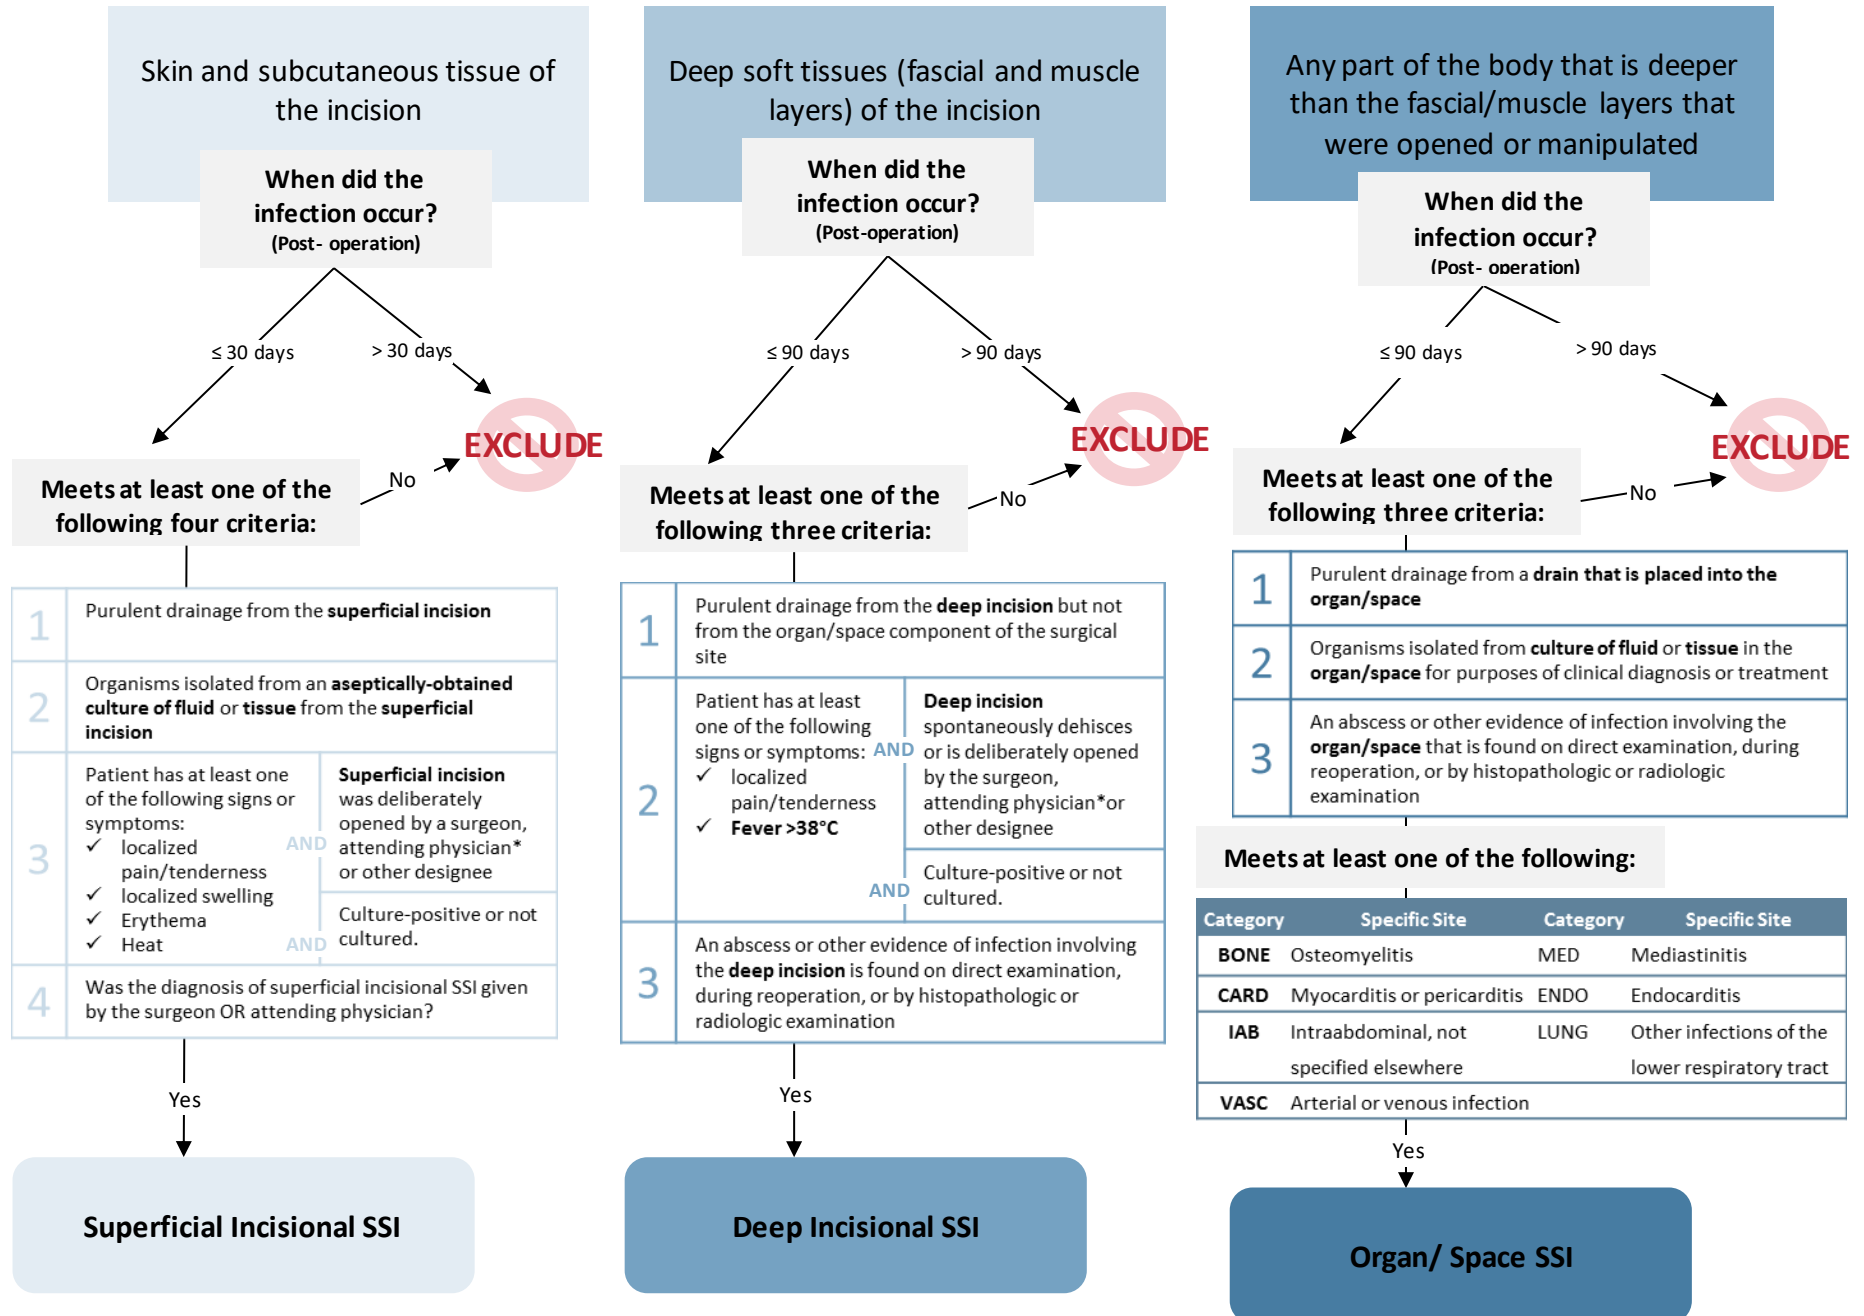 Skin and subcutaneous tissue of
the incision
When did the
infection occur?
(Post- operation)
≤ 30 days
> 30 days
EXCLUDE
No
Meets at least one of the
following four criteria:
1
Purulent drainage from the superficial incision
2
Organisms isolated from an aseptically-obtained
culture of fluid or tissue from the superficial
incision
3
Patient has at least one
of the following signs or
symptoms:
✓ localized
pain/tenderness
✓ localized swelling
✓ Erythema
✓ Heat
AND
Superficial incision
was deliberately
opened by a surgeon,
attending physician*
or other designee
AND
Culture-positive or not
cultured.
4
Was the diagnosis of superficial incisional SSI given
by the surgeon OR attending physician?
Yes
Superficial Incisional SSI
Deep soft tissues (fascial and muscle
layers) of the incision
When did the
infection occur?
(Post-operation)
≤ 90 days
> 90 days
EXCLUDE
No
Meets at least one of the
following three criteria:
1
Purulent drainage from the deep incision but not
from the organ/space component of the surgical
site
2
Patient has at least
one of the following
signs or symptoms:
✓ localized
pain/tenderness
✓ Fever >38°C
AND
Deep incision
spontaneously dehisces
or is deliberately opened
by the surgeon,
attending physician*or
other designee
AND
Culture-positive or not
cultured.
3
An abscess or other evidence of infection involving
the deep incision is found on direct examination,
during reoperation, or by histopathologic or
radiologic examination
Yes
Deep Incisional SSI
Any part of the body that is deeper
than the fascial/muscle layers that
were opened or manipulated
When did the
infection occur?
(Post- operation)
≤ 90 days
> 90 days
EXCLUDE
No
Meets at least one of the
following three criteria:
1
Purulent drainage from a drain that is placed into the
organ/space
2
Organisms isolated from culture of fluid or tissue in the
organ/space for purposes of clinical diagnosis or treatment
3
An abscess or other evidence of infection involving the
organ/space that is found on direct examination, during
reoperation, or by histopathologic or radiologic
examination
Meets at least one of the following:
Category Specific Site Category Specific Site
BONE Osteomyelitis MED Mediastinitis
CARD Myocarditis or pericarditis ENDO Endocarditis
IAB Intraabdominal, not LUNG Other infections of the
specified elsewhere lower respiratory tract
VASC Arterial or venous infection
Yes
Organ/ Space SSI